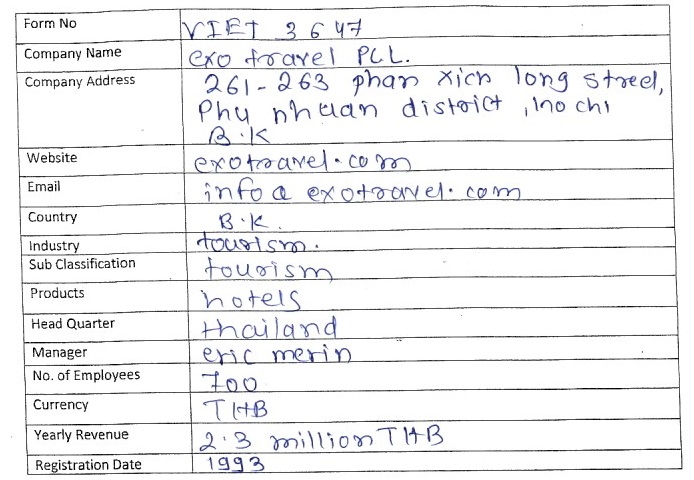 Form No VIET 3647
Company Name exo travel PLL.
Company Address 261-263 phan xich long streel,
Phu nhuan district, ho chi
B.K
Website exotravel.com
Email info@exotravel.com
Country B.K.
Industry tourism.
Sub Classification tourism
Products hotels
Head Quarter thailand
Manager eric merin
No. of Employees 700
Currency THB
Yearly Revenue 2.3 million THB
Registration Date 1993